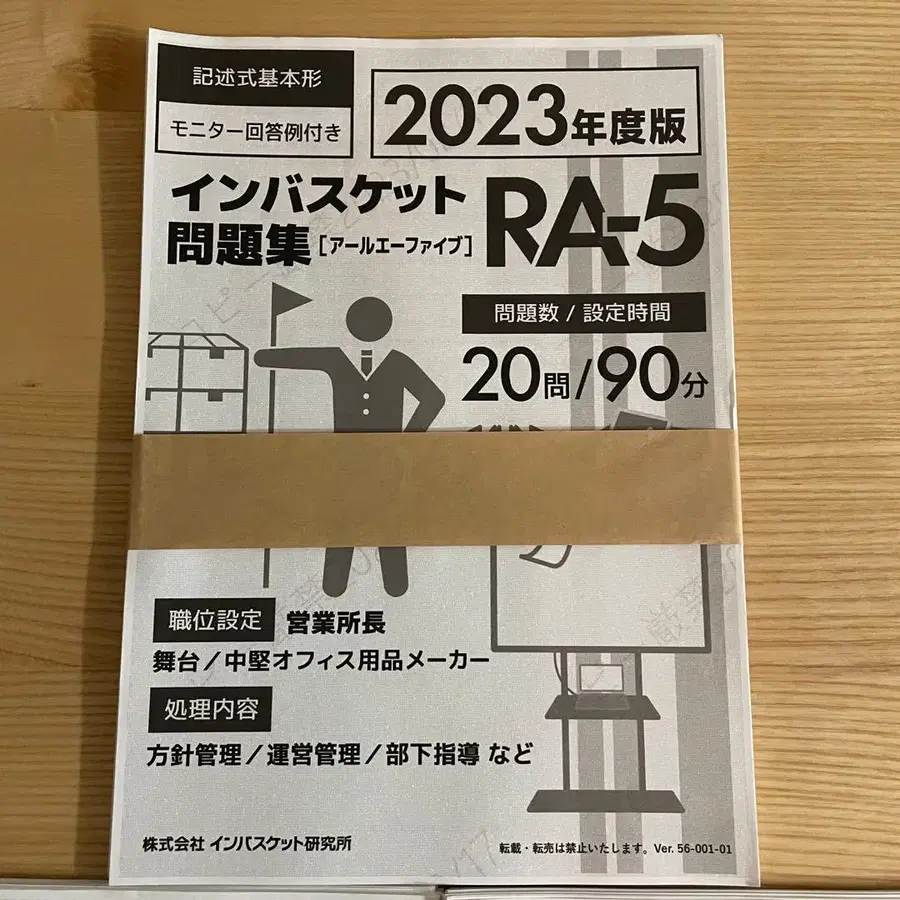 記述式基本形
モニター回答例付き
2023年度版
インバスケット
問題集[アールエーファイブ]
RA-5
問題数 / 設定時間
20問/90分
職位設定 営業所長
舞台/中堅オフィス用品メーカー
処理内容
方針管理/運営管理/部下指導 など
株式会社 インバスケット研究所
転載・転売は禁止いたします。Ver. 56-001-01